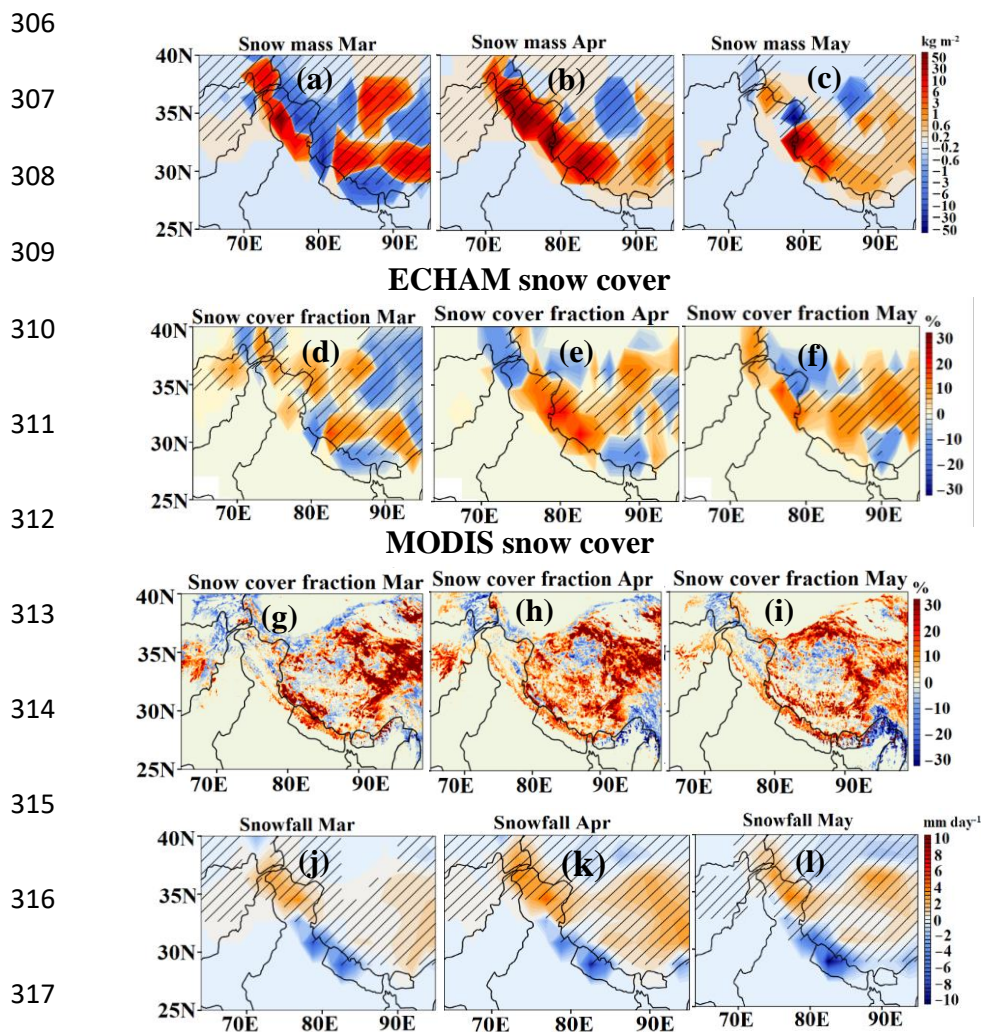 306
Snow mass Mar Snow mass Apr Snow mass May kg m⁻²
40N (a) (b) (c) 50
30
10
307 35N 6
3
1
0.6
0.2
−0.2
−0.6
308 30N −1
−3
−6
−10
−30
25N −50
70E 80E 90E 70E 80E 90E 70E 80E 90E
309
ECHAM snow cover
310 Snow cover fraction Mar Snow cover fraction Apr Snow cover fraction May %
40N (d) (e) (f) 30
20
35N 10
311 0
30N −10
−20
25N −30
312 70E 80E 90E 70E 80E 90E 70E 80E 90E
MODIS snow cover
Snow cover fraction Mar Snow cover fraction Apr Snow cover fraction May %
313 40N (g) (h) (i) 30
20
35N 10
0
314 30N −10
−20
25N −30
70E 80E 90E 70E 80E 90E 70E 80E 90E
315
Snowfall Mar Snowfall Apr Snowfall May mm day⁻¹
40N (j) (k) (l) 10
8
6
316 35N 4
2
0
−2
30N −4
−6
−8
317 25N −10
70E 80E 90E 70E 80E 90E 70E 80E 90E